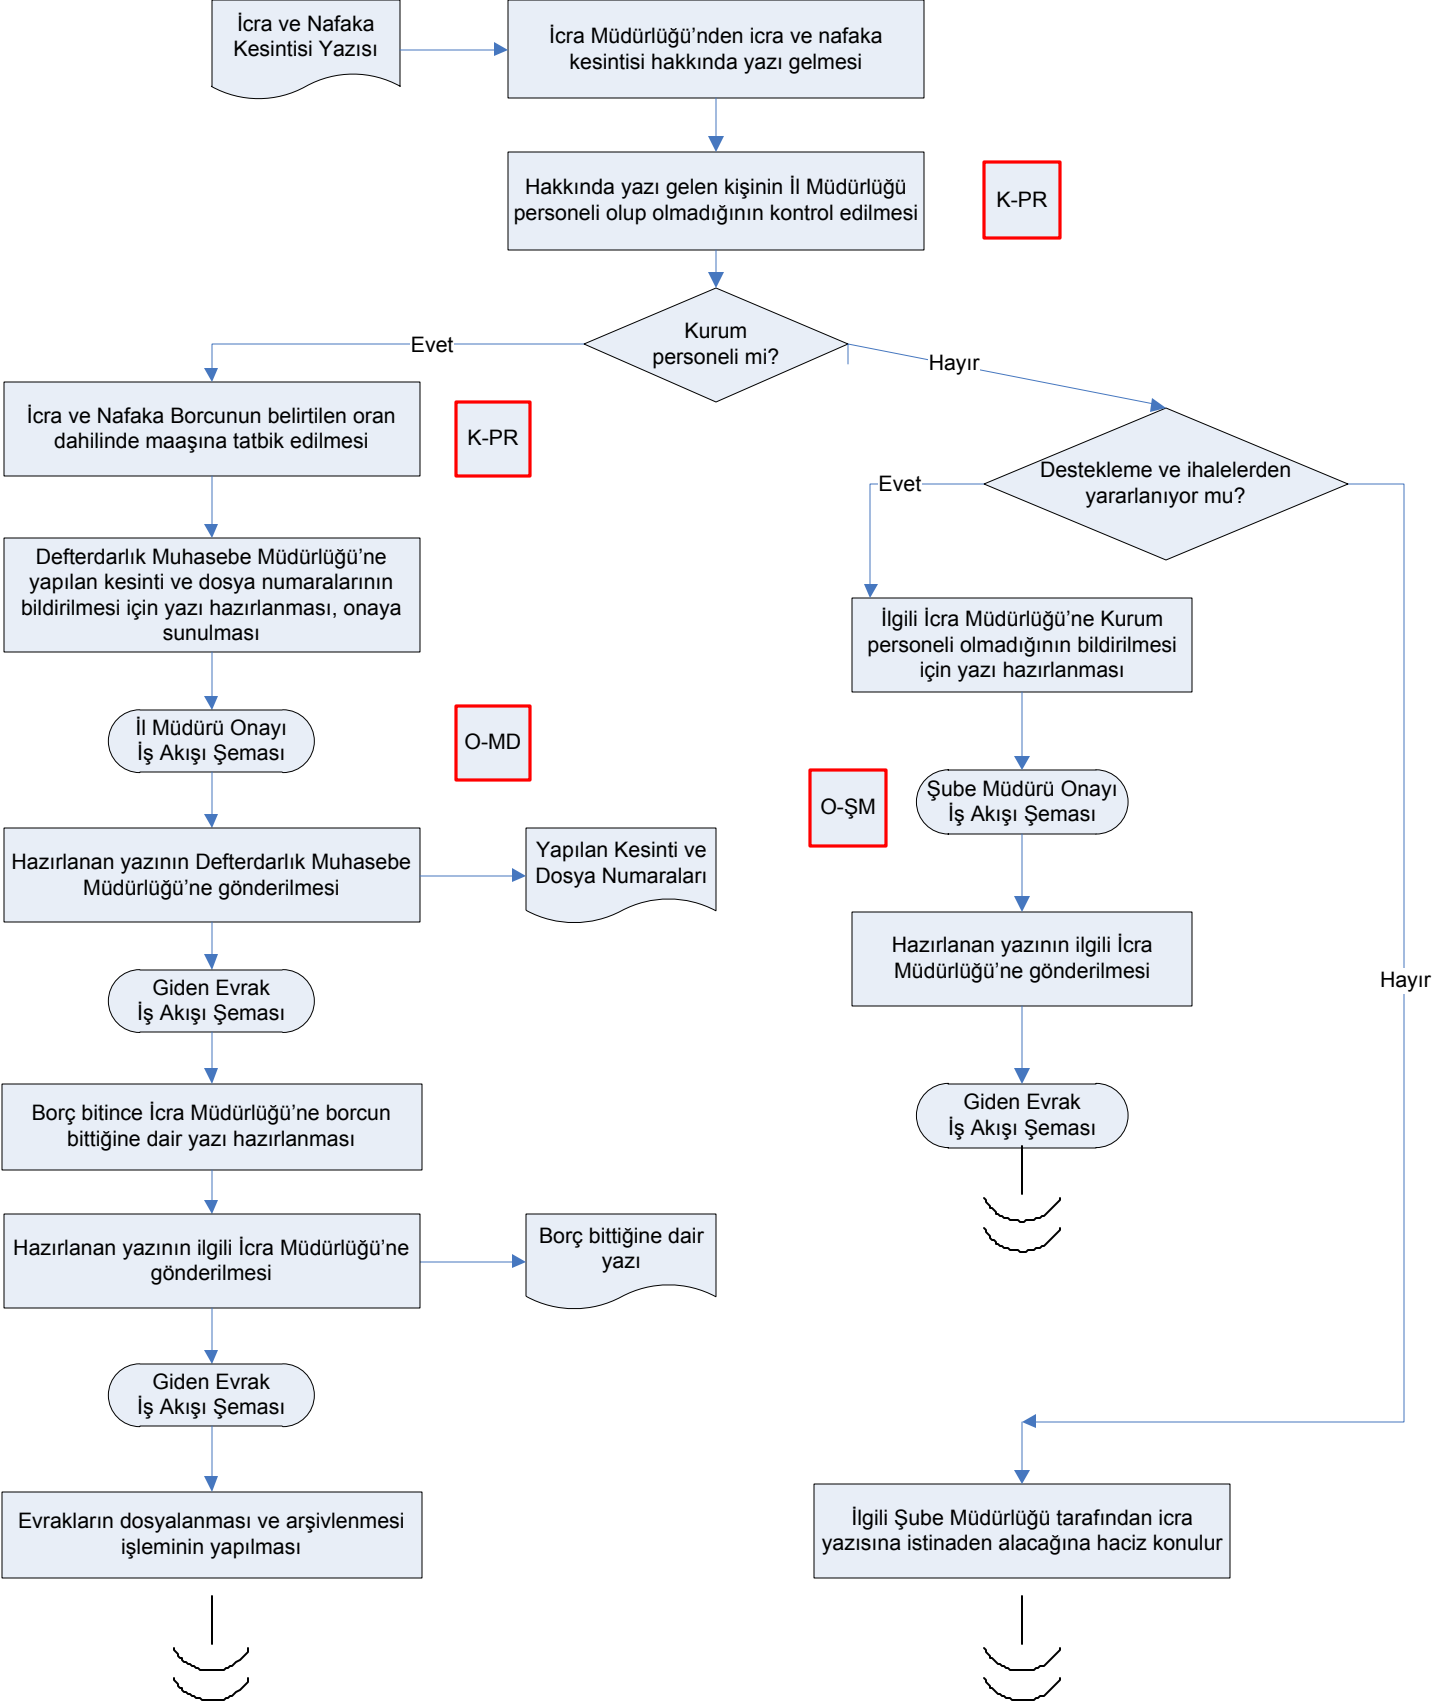 İcra ve Nafaka
Kesintisi Yazısı
İcra Müdürlüğü’nden icra ve nafaka
kesintisi hakkında yazı gelmesi
Hakkında yazı gelen kişinin İl Müdürlüğü
personeli olup olmadığının kontrol edilmesi
K-PR
Kurum
personeli mi?
Evet
Hayır
İcra ve Nafaka Borcunun belirtilen oran
dahilinde maaşına tatbik edilmesi
K-PR
Destekleme ve ihalelerden
yararlanıyor mu?
Evet
Hayır
Defterdarlık Muhasebe Müdürlüğü’ne
yapılan kesinti ve dosya numaralarının
bildirilmesi için yazı hazırlanması, onaya
sunulması
İlgili İcra Müdürlüğü’ne Kurum
personeli olmadığının bildirilmesi
için yazı hazırlanması
İl Müdürü Onayı
İş Akışı Şeması
O-MD
O-ŞM
Şube Müdürü Onayı
İş Akışı Şeması
Hazırlanan yazının Defterdarlık Muhasebe
Müdürlüğü’ne gönderilmesi
Yapılan Kesinti ve
Dosya Numaraları
Hazırlanan yazının ilgili İcra
Müdürlüğü’ne gönderilmesi
Giden Evrak
İş Akışı Şeması
Giden Evrak
İş Akışı Şeması
Borç bitince İcra Müdürlüğü’ne borcun
bittiğine dair yazı hazırlanması
Hazırlanan yazının ilgili İcra Müdürlüğü’ne
gönderilmesi
Borç bittiğine dair
yazı
Giden Evrak
İş Akışı Şeması
Evrakların dosyalanması ve arşivlenmesi
işleminin yapılması
İlgili Şube Müdürlüğü tarafından icra
yazısına istinaden alacağına haciz konulur